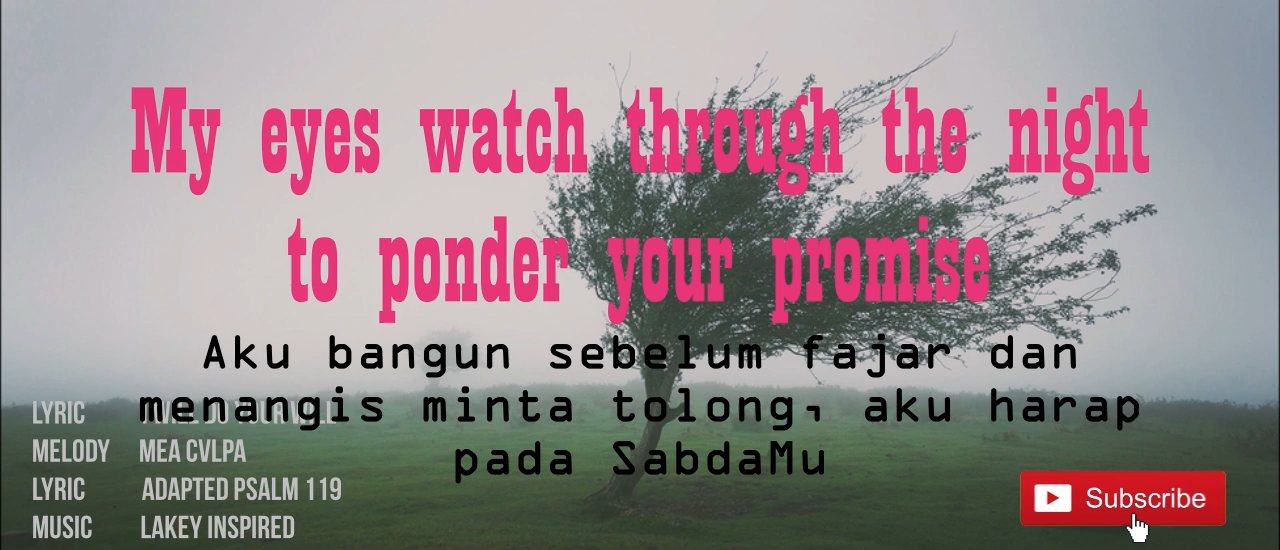 My eyes watch through the night
to ponder your promise
Aku bangun sebelum fajar dan
menangis minta tolong, aku harap
pada SabdaMu
LYRIC
MELODY MEA CVLPA
LYRIC ADAPTED PSALM 119
MUSIC LAKEY INSPIRED
Subscribe